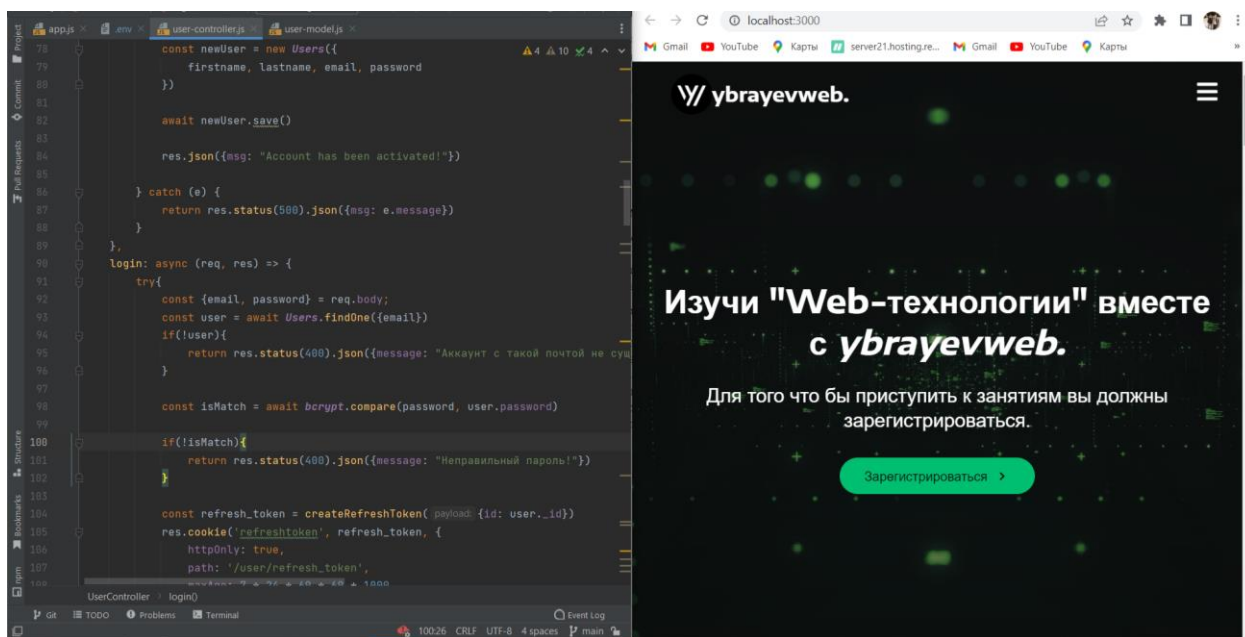 app.js
.env
user-controller.js
user-model.js
Project
Commit
Pull Requests
Structure
Bookmarks
npm
4 10 4
78 const newUser = new Users({
79 firstname, lastname, email, password
80 })
81
82 await newUser.save()
83
84 res.json({msg: "Account has been activated!"})
85
86 } catch (e) {
87 return res.status(500).json({msg: e.message})
88 }
89 },
90 login: async (req, res) => {
91 try{
92 const {email, password} = req.body;
93 const user = await Users.findOne({email})
94 if(!user){
95 return res.status(400).json({message: "Аккаунт с такой почтой не сущ
96 }
97
98 const isMatch = await bcrypt.compare(password, user.password)
99
100 if(!isMatch){
101 return res.status(400).json({message: "Неправильный пароль!"})
102 }
103
104 const refresh_token = createRefreshToken( payload: {id: user._id})
105 res.cookie('refreshtoken', refresh_token, {
106 httpOnly: true,
107 path: '/user/refresh_token',
UserController > login()
Git TODO Problems Terminal Event Log
100:26 CRLF UTF-8 4 spaces main
localhost:3000
Gmail YouTube Карты server21.hosting.re... Gmail YouTube Карты »
ybrayevweb.
Изучи "Web-технологии" вместе
с ybrayevweb.
Для того что бы приступить к занятиям вы должны
зарегистрироваться.
Зарегистрироваться >